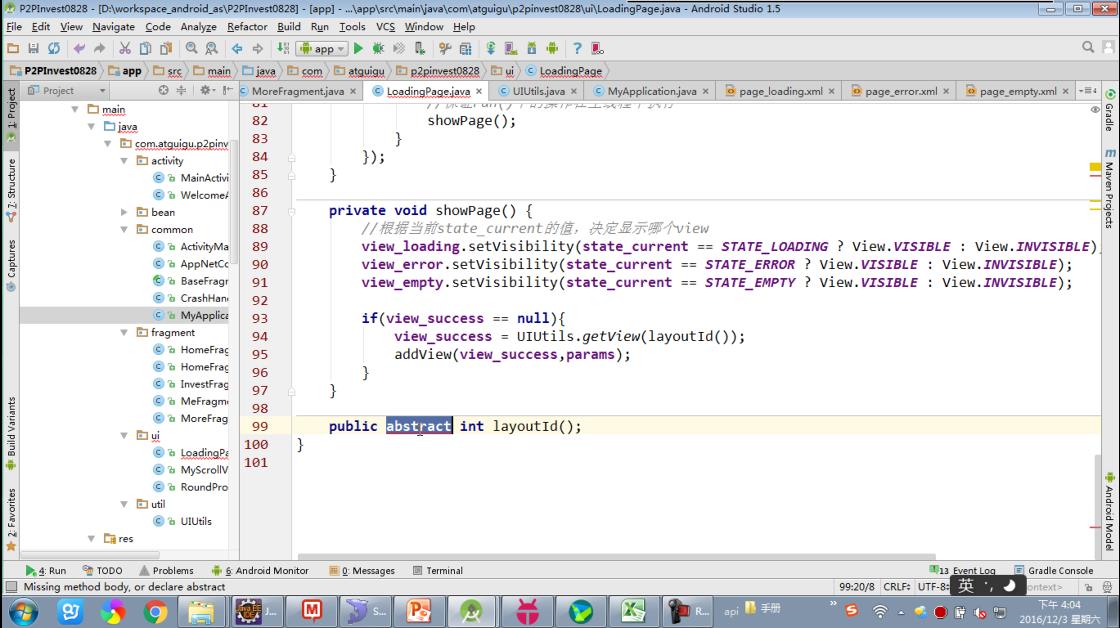 P2PInvest0828 - [D:\workspace_android_as\P2PInvest0828] - [app] - ...\app\src\main\java\com\atguigu\p2pinvest0828\ui\LoadingPage.java - Android Studio 1.5
File Edit View Navigate Code Analyze Refactor Build Run Tools VCS Window Help
app
P2PInvest0828 app src main java com atguigu p2pinvest0828 ui LoadingPage
Project
MoreFragment.java LoadingPage.java UIUtils.java MyApplication.java page_loading.xml page_error.xml page_empty.xml
1: Project
7: Structure
Captures
Build Variants
2: Favorites
main
java
com.atguigu.p2pinv
activity
MainActivi
WelcomeA
bean
common
ActivityMa
AppNetCo
BaseFragr
CrashHan
MyApplica
fragment
HomeFrag
HomeFrag
InvestFrag
MeFragm
MoreFrag
ui
LoadingPa
MyScrollV
RoundPro
util
UIUtils
res
82 showPage();
83 }
84 });
85 }
86
87 private void showPage() {
88 //根据当前state_current的值，决定显示哪个view
89 view_loading.setVisibility(state_current == STATE_LOADING ? View.VISIBLE : View.INVISIBLE)
90 view_error.setVisibility(state_current == STATE_ERROR ? View.VISIBLE : View.INVISIBLE);
91 view_empty.setVisibility(state_current == STATE_EMPTY ? View.VISIBLE : View.INVISIBLE);
92
93 if(view_success == null){
94 view_success = UIUtils.getView(layoutId());
95 addView(view_success,params);
96 }
97 }
98
99 public abstract int layoutId();
100 }
101
Gradle
Maven Projects
Android Model
4: Run TODO Problems 6: Android Monitor 0: Messages Terminal 13 Event Log Gradle Console
Missing method body, or declare abstract 99:20/8 CRLF÷ UTF-8÷ 英 ntext>
J... S... R... api 手册
下午 4:04
2016/12/3 星期六